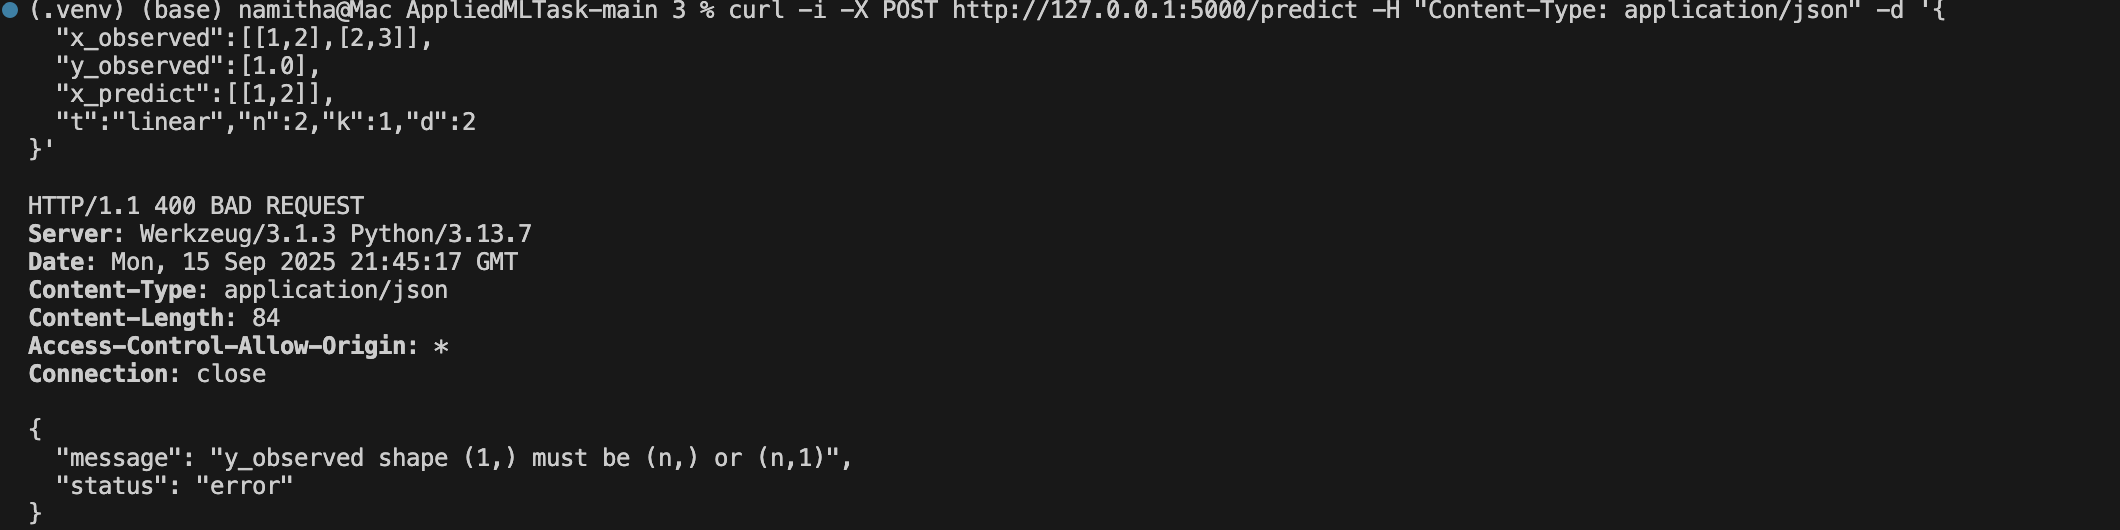 (.venv) (base) namitha@Mac AppliedMLTask-main 3 % curl -i -X POST http://127.0.0.1:5000/predict -H "Content-Type: application/json" -d '{
  "x_observed":[[1,2],[2,3]],
  "y_observed":[1.0],
  "x_predict":[[1,2]],
  "t":"linear","n":2,"k":1,"d":2
}'

HTTP/1.1 400 BAD REQUEST
Server: Werkzeug/3.1.3 Python/3.13.7
Date: Mon, 15 Sep 2025 21:45:17 GMT
Content-Type: application/json
Content-Length: 84
Access-Control-Allow-Origin: *
Connection: close

{
  "message": "y_observed shape (1,) must be (n,) or (n,1)",
  "status": "error"
}